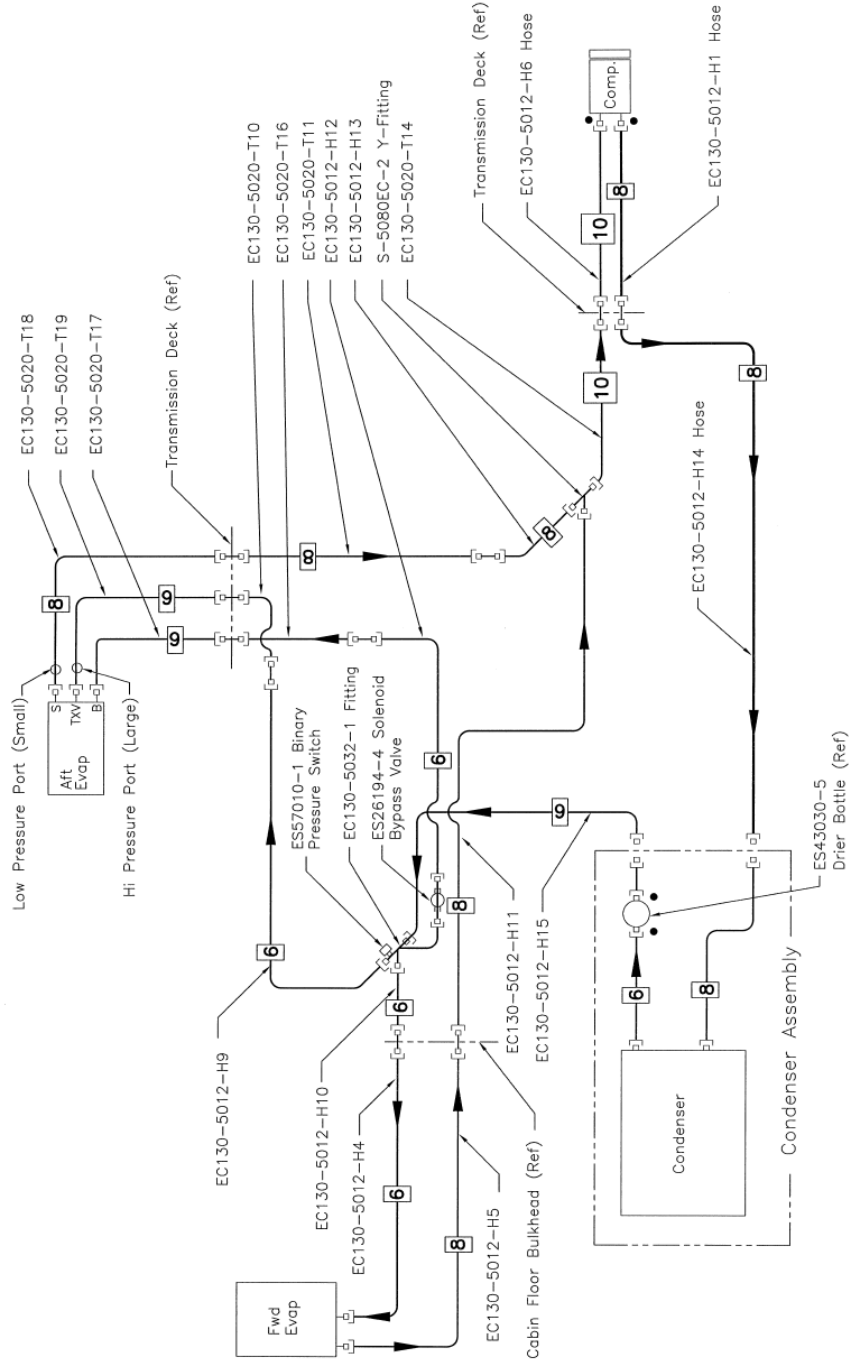 Low Pressure Port (Small)
EC130-5020-T18
EC130-5020-T19
EC130-5020-T17
Aft
Evap
S
TXV
B
Hi Pressure Port (Large)
Transmission Deck (Ref)
8
6
6
EC130-5012-H9
6
EC130-5020-T10
EC130-5020-T16
EC130-5020-T11
EC130-5012-H12
EC130-5012-H13
S-5080EC-2 Y-Fitting
EC130-5020-T14
ES57010-1 Binary
Pressure Switch
EC130-5032-1 Fitting
ES26194-4 Solenoid
Bypass Valve
8
Fwd
Evap
EC130-5012-H10
EC130-5012-H4
6
6
6
8
8
EC130-5012-H5
Cabin Floor Bulkhead (Ref)
EC130-5012-H11
EC130-5012-H15
6
8
Transmission Deck (Ref)
EC130-5012-H6 Hose
10
10
Comp.
8
EC130-5012-H1 Hose
Condenser
6
8
ES43030-5
Drier Bottle (Ref)
Condenser Assembly
EC130-5012-H14 Hose
8